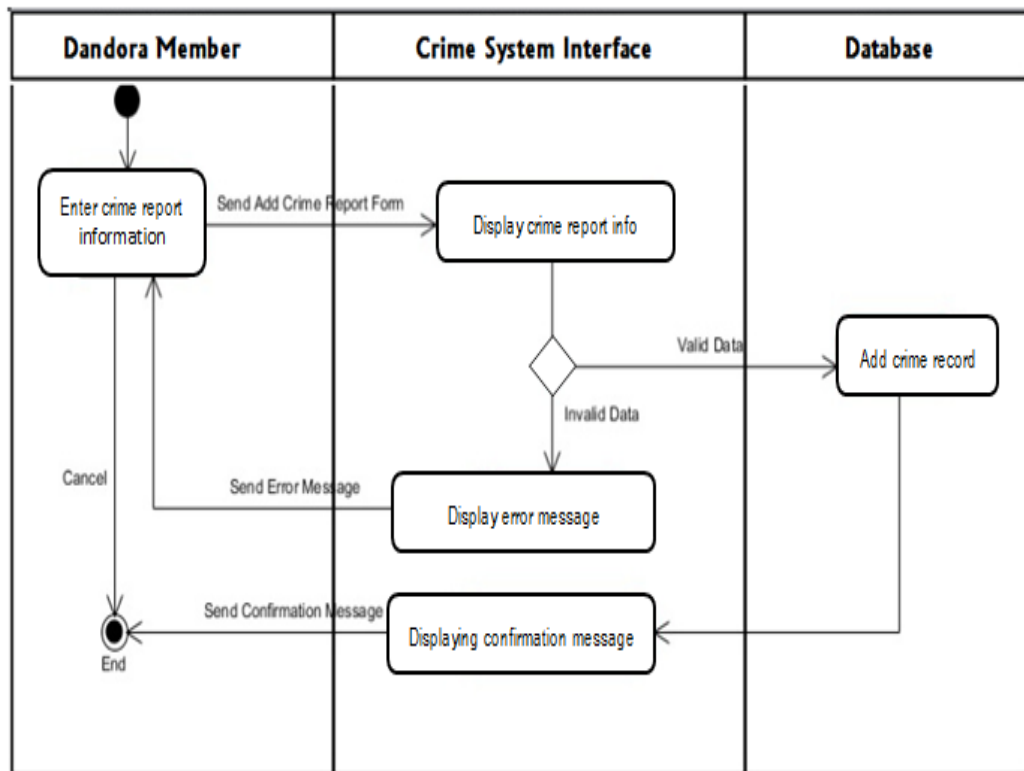 Dandora Member
Crime System Interface
Database
Enter crime report
information
Send Add Crime Report Form
Display crime report info
Valid Data
Add crime record
Invalid Data
Cancel
Send Error Message
Display error message
Send Confirmation Message
Displaying confirmation message
End